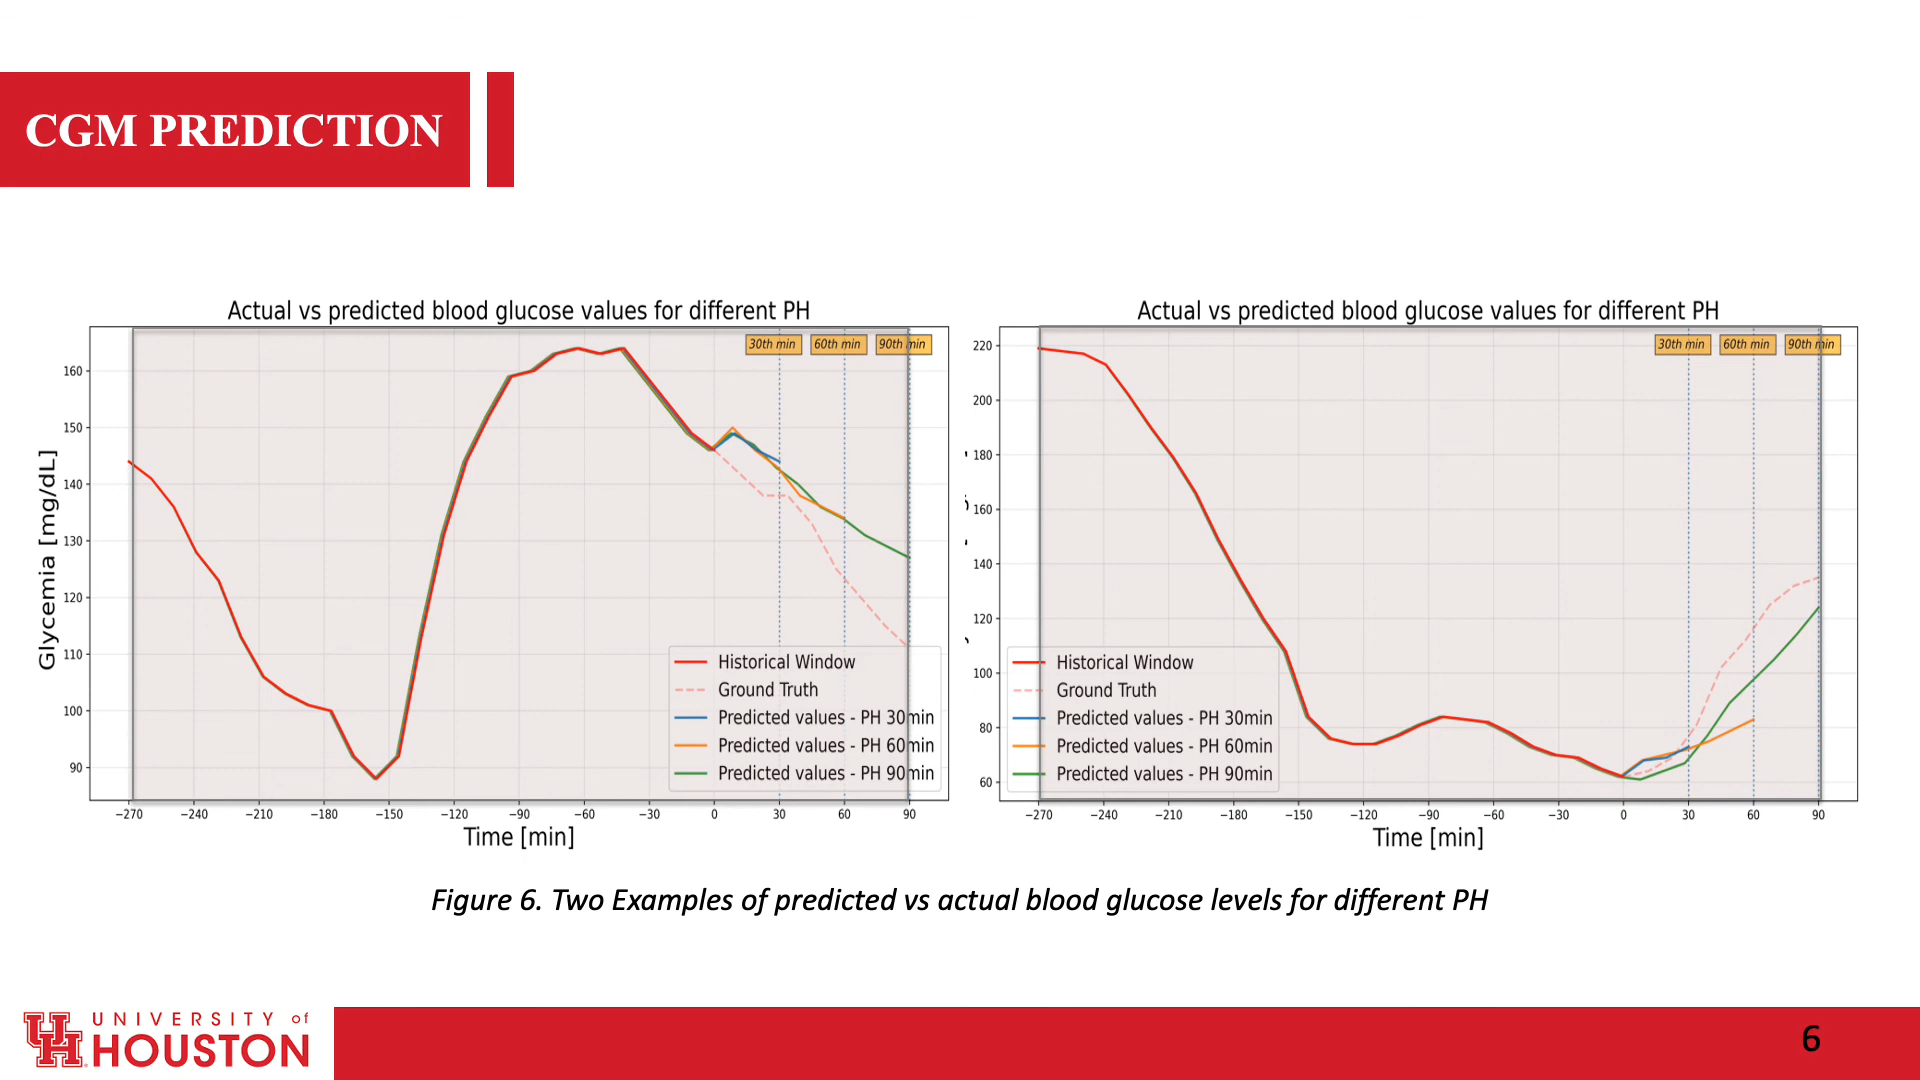 CGM PREDICTION
Actual vs predicted blood glucose values for different PH
30th min 60th min 90th min
160
150
140
130
120
110
100
90
Glycemia [mg/dL]
Historical Window
Ground Truth
Predicted values - PH 30min
Predicted values - PH 60min
Predicted values - PH 90min
−270 −240 −210 −180 −150 −120 −90 −60 −30 0 30 60 90
Time [min]
Actual vs predicted blood glucose values for different PH
30th min 60th min 90th min
220
200
180
160
140
120
100
80
60
Historical Window
Ground Truth
Predicted values - PH 30min
Predicted values - PH 60min
Predicted values - PH 90min
−270 −240 −210 −180 −150 −120 −90 −60 −30 0 30 60 90
Time [min]
Figure 6. Two Examples of predicted vs actual blood glucose levels for different PH
UNIVERSITY of
HOUSTON
6